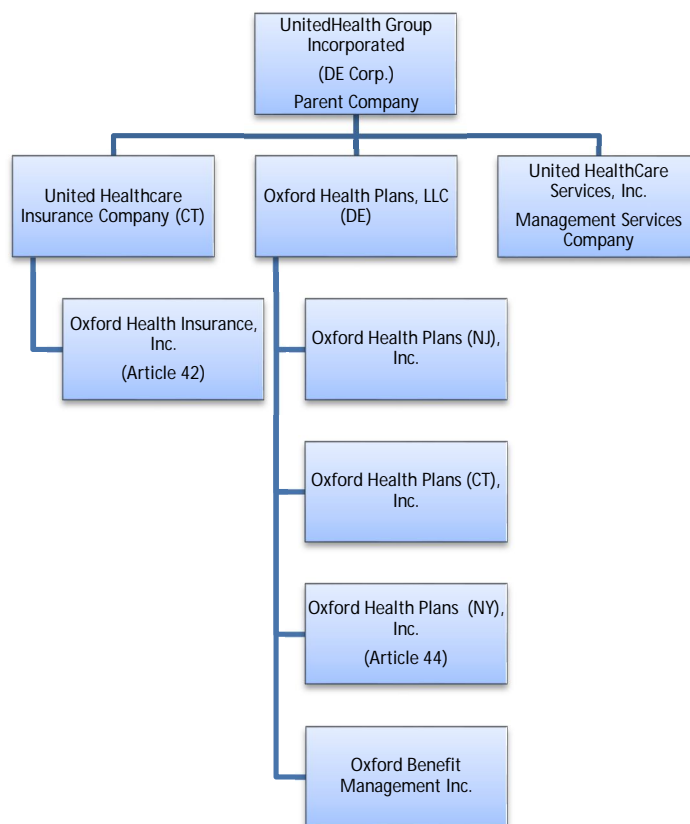 UnitedHealth Group
Incorporated
(DE Corp.)
Parent Company
United Healthcare
Insurance Company (CT)
Oxford Health Plans, LLC
(DE)
United HealthCare
Services, Inc.
Management Services
Company
Oxford Health Insurance,
Inc.
(Article 42)
Oxford Health Plans (NJ),
Inc.
Oxford Health Plans (CT),
Inc.
Oxford Health Plans (NY),
Inc.
(Article 44)
Oxford Benefit
Management Inc.